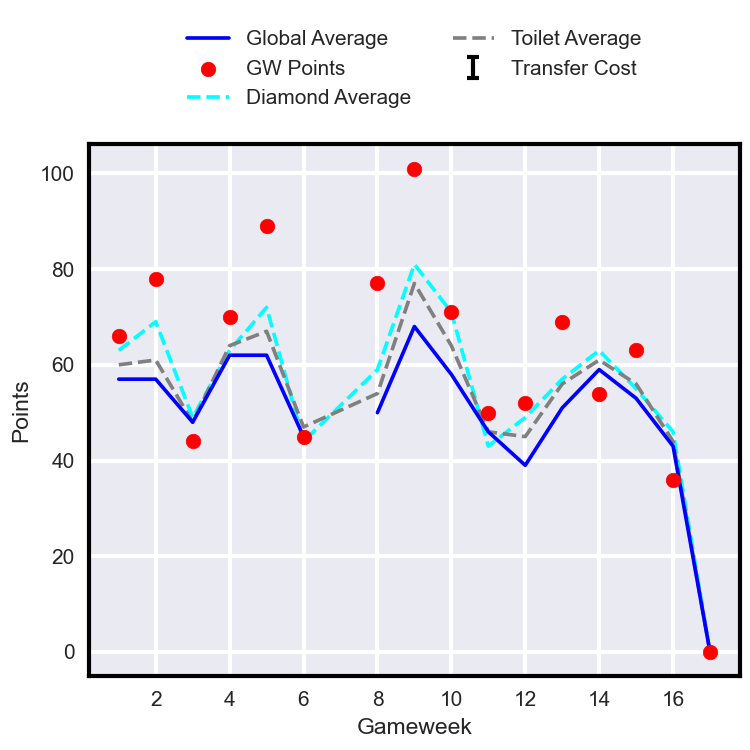 Global Average
GW Points
Diamond Average
Toilet Average
Transfer Cost
Points
100
80
60
40
20
0
2 4 6 8 10 12 14 16
Gameweek